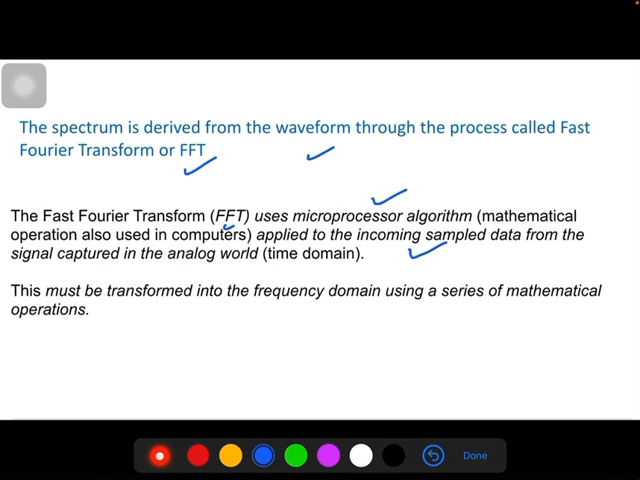 The spectrum is derived from the waveform through the process called Fast
Fourier Transform or FFT
The Fast Fourier Transform (FFT) uses microprocessor algorithm (mathematical
operation also used in computers) applied to the incoming sampled data from the
signal captured in the analog world (time domain).
This must be transformed into the frequency domain using a series of mathematical
operations.
Done